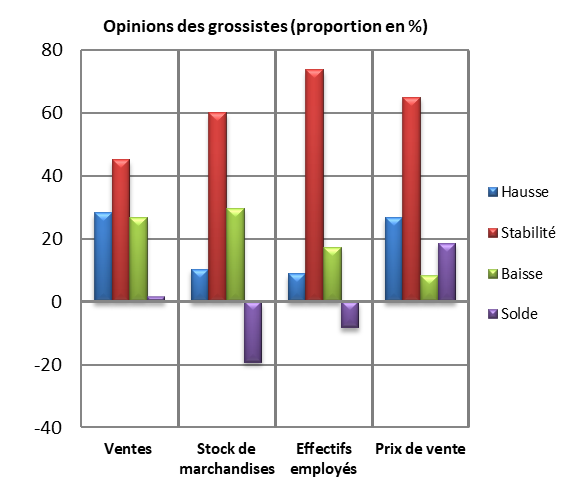 Opinions des grossistes (proportion en %)
80
60
40
20
0
-20
-40
Ventes
Stock de
marchandises
Effectifs
employés
Prix de vente
Hausse
Stabilité
Baisse
Solde